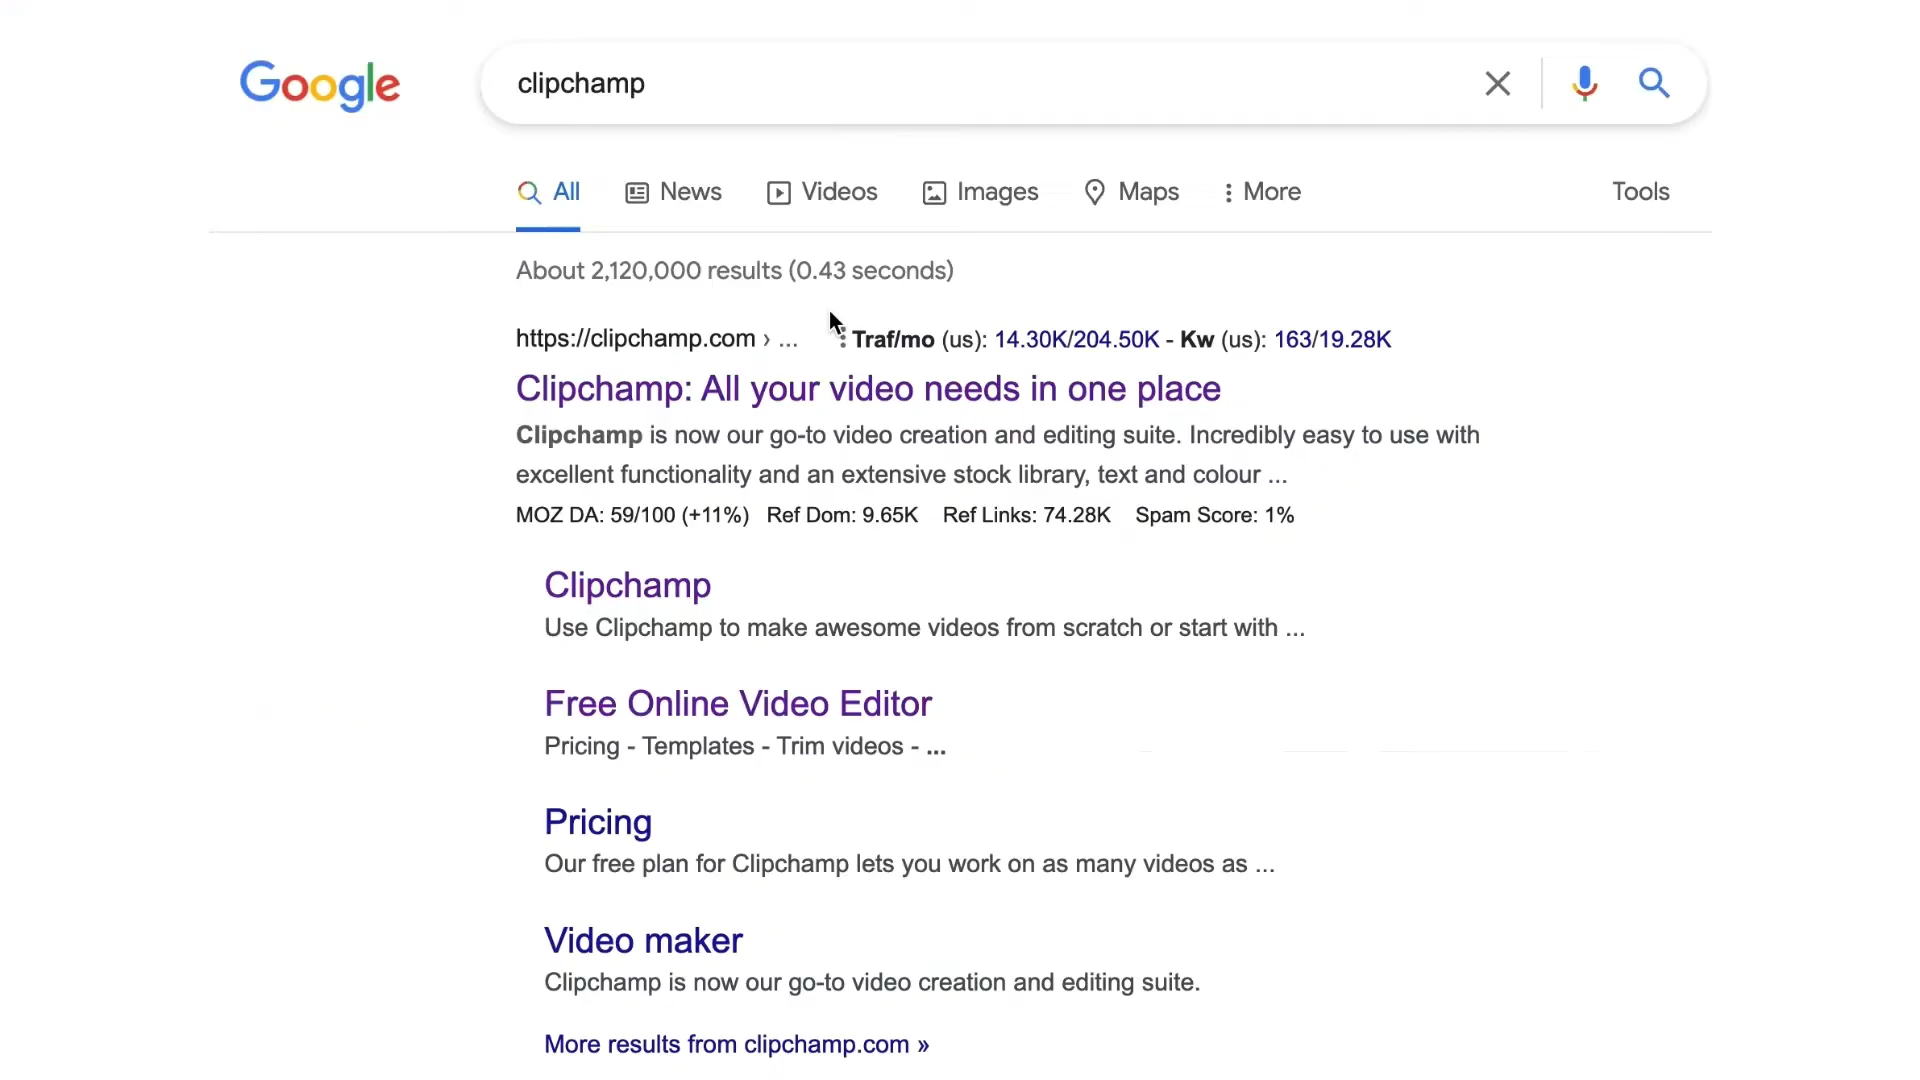 Google
clipchamp
All News Videos Images Maps More Tools
About 2,120,000 results (0.43 seconds)
https://clipchamp.com › ... Traf/mo (us): 14.30K/204.50K - Kw (us): 163/19.28K
Clipchamp: All your video needs in one place
Clipchamp is now our go-to video creation and editing suite. Incredibly easy to use with
excellent functionality and an extensive stock library, text and colour ...
MOZ DA: 59/100 (+11%) Ref Dom: 9.65K Ref Links: 74.28K Spam Score: 1%
Clipchamp
Use Clipchamp to make awesome videos from scratch or start with ...
Free Online Video Editor
Pricing - Templates - Trim videos - ...
Pricing
Our free plan for Clipchamp lets you work on as many videos as ...
Video maker
Clipchamp is now our go-to video creation and editing suite.
More results from clipchamp.com »